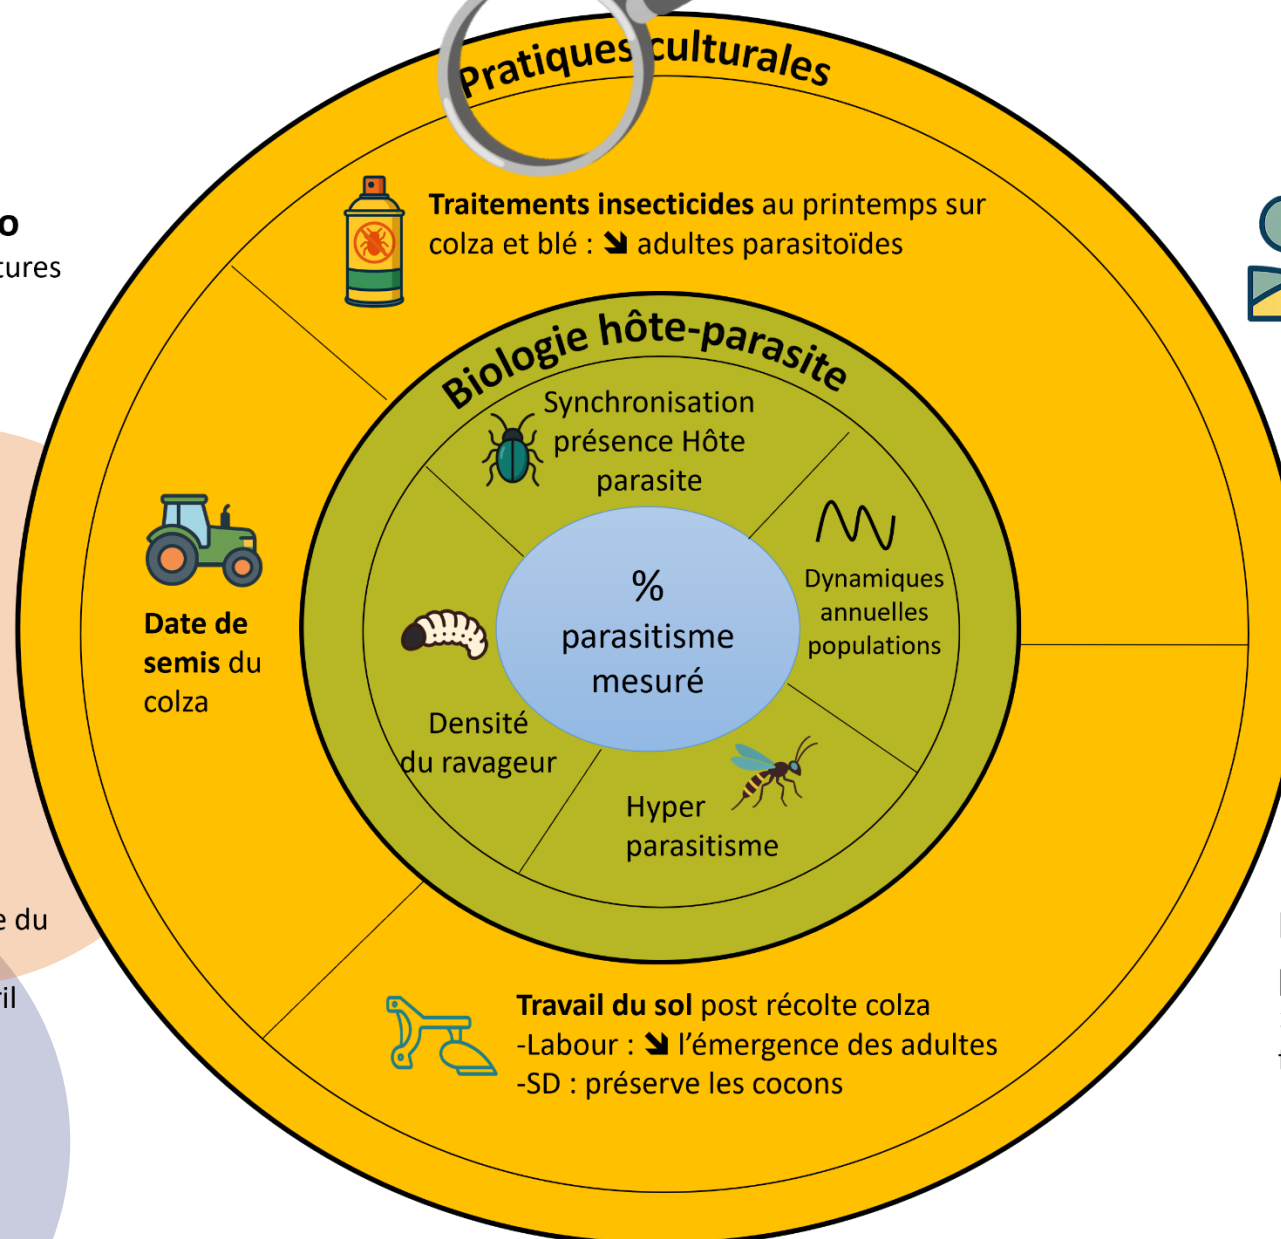 Pratiques culturales
Traitements insecticides au printemps sur
colza et blé : ↘ adultes parasitoïdes
Biologie hôte-parasite
Synchronisation
présence Hôte
parasite
Dynamiques
annuelles
populations
%
parasitisme
mesuré
Densité
du ravageur
Hyper
parasitisme
Date de
semis du
colza
Travail du sol post récolte colza
-Labour : ↘ l'émergence des adultes
-SD : préserve les cocons
du